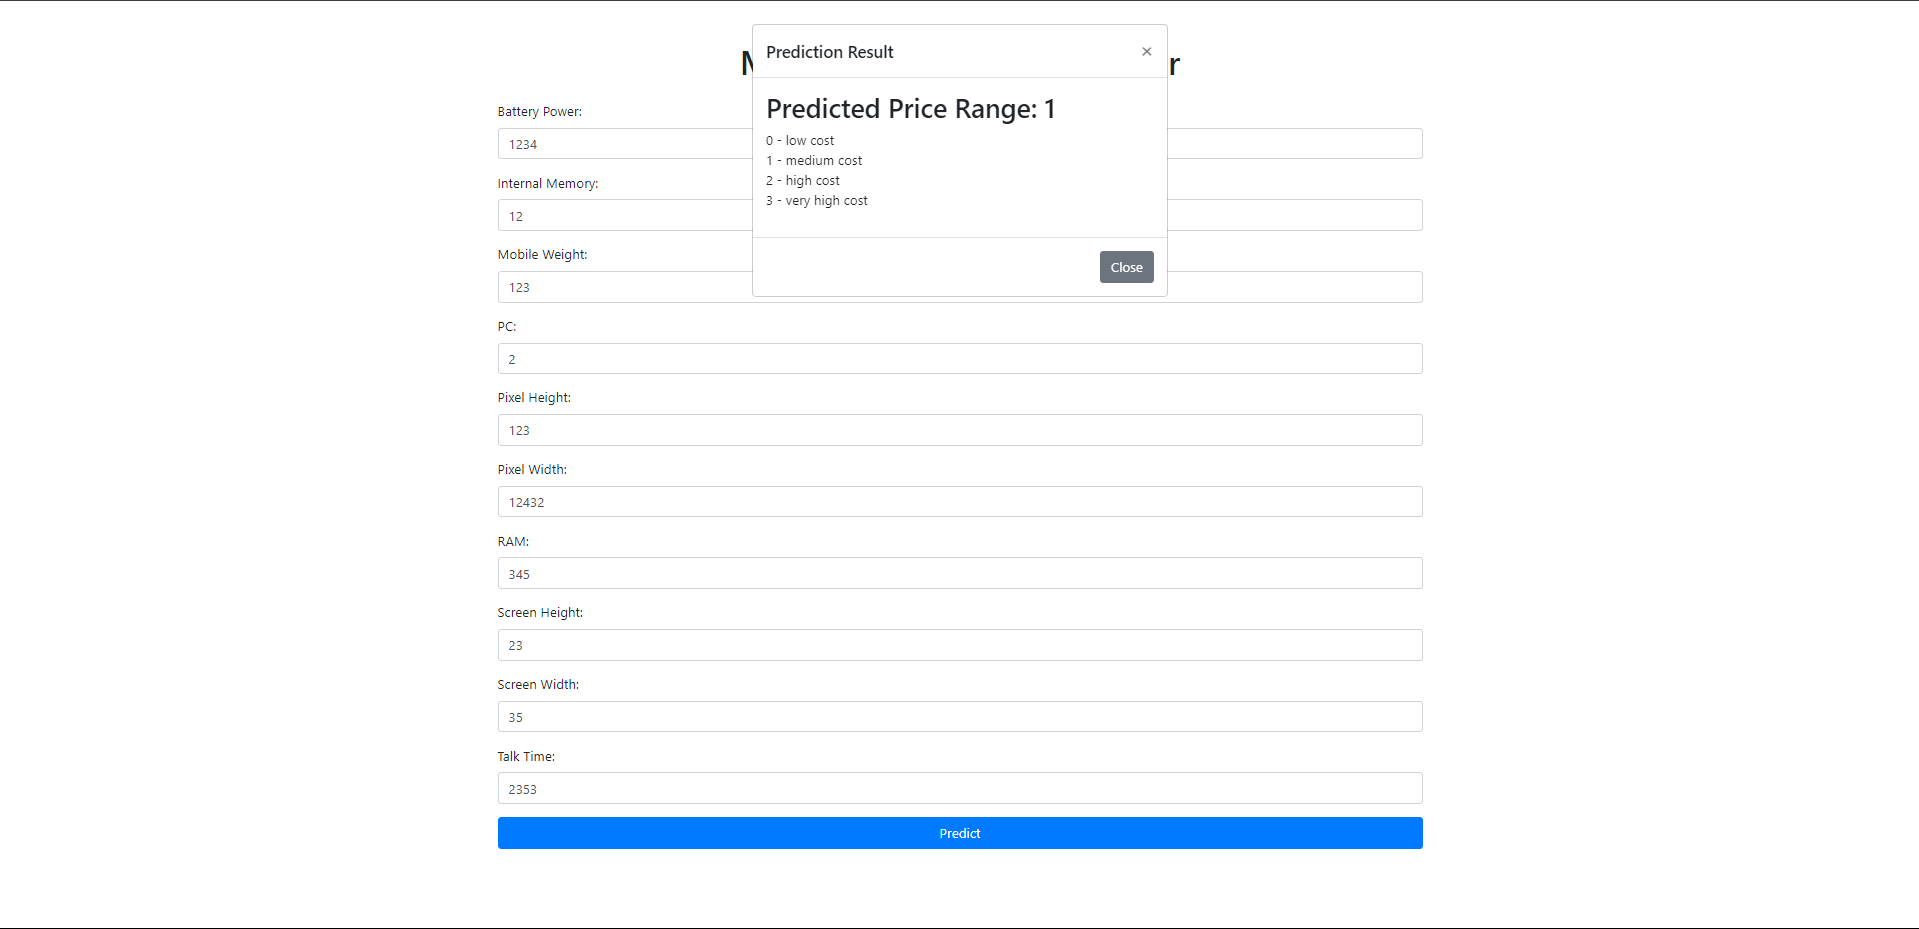 Prediction Result ×
Predicted Price Range: 1
0 - low cost
1 - medium cost
2 - high cost
3 - very high cost
Close
Battery Power:
1234
Internal Memory:
12
Mobile Weight:
123
PC:
2
Pixel Height:
123
Pixel Width:
12432
RAM:
345
Screen Height:
23
Screen Width:
35
Talk Time:
2353
Predict